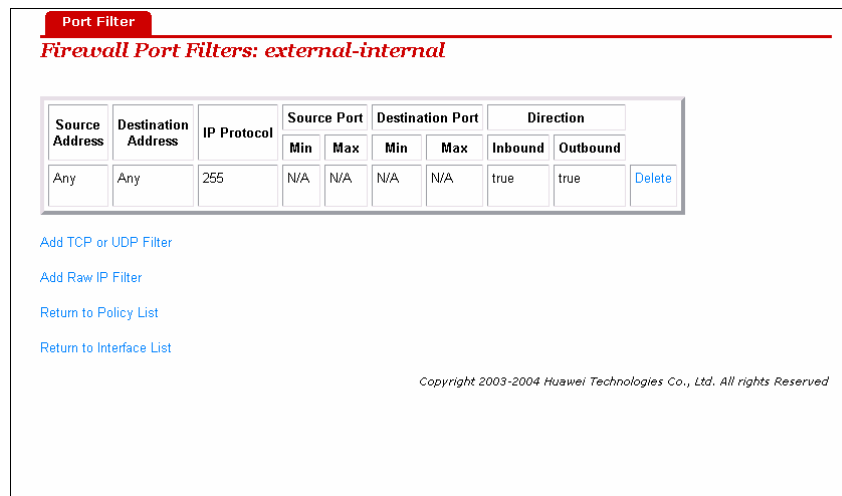 Port Filter
Firewall Port Filters: external-internal
Source Address Destination Address IP Protocol Source Port Destination Port Direction
Min Max Min Max Inbound Outbound
Any Any 255 N/A N/A N/A N/A true true Delete
Add TCP or UDP Filter
Add Raw IP Filter
Return to Policy List
Return to Interface List
Copyright 2003-2004 Huawei Technologies Co., Ltd. All rights Reserved